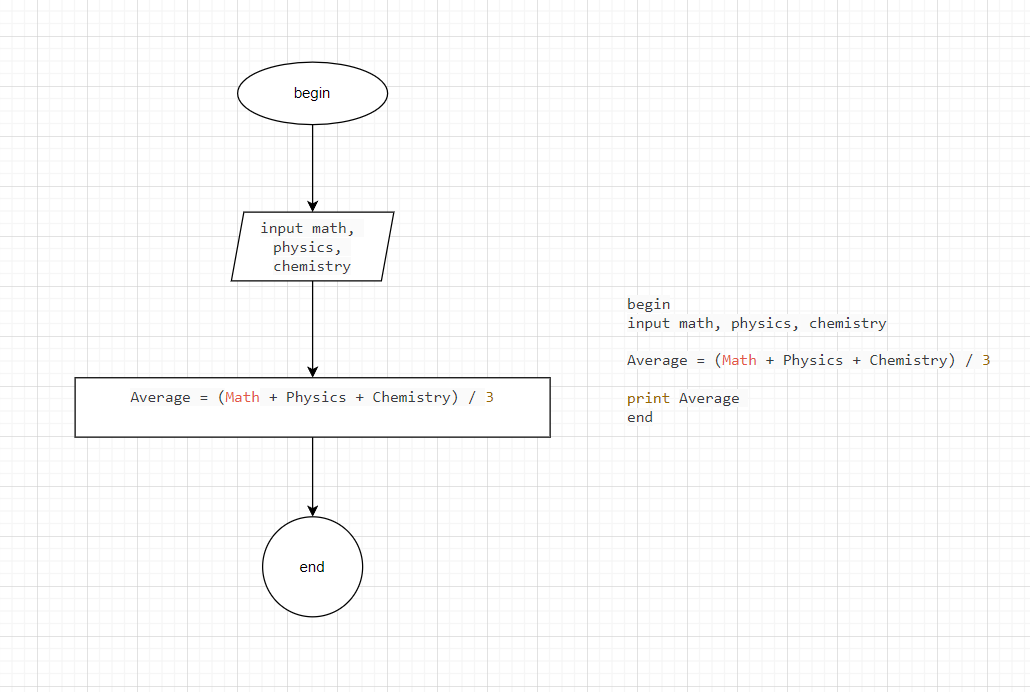 begin
input math,
physics,
chemistry
Average = (Math + Physics + Chemistry) / 3
end
begin
input math, physics, chemistry
Average = (Math + Physics + Chemistry) / 3
print Average
end